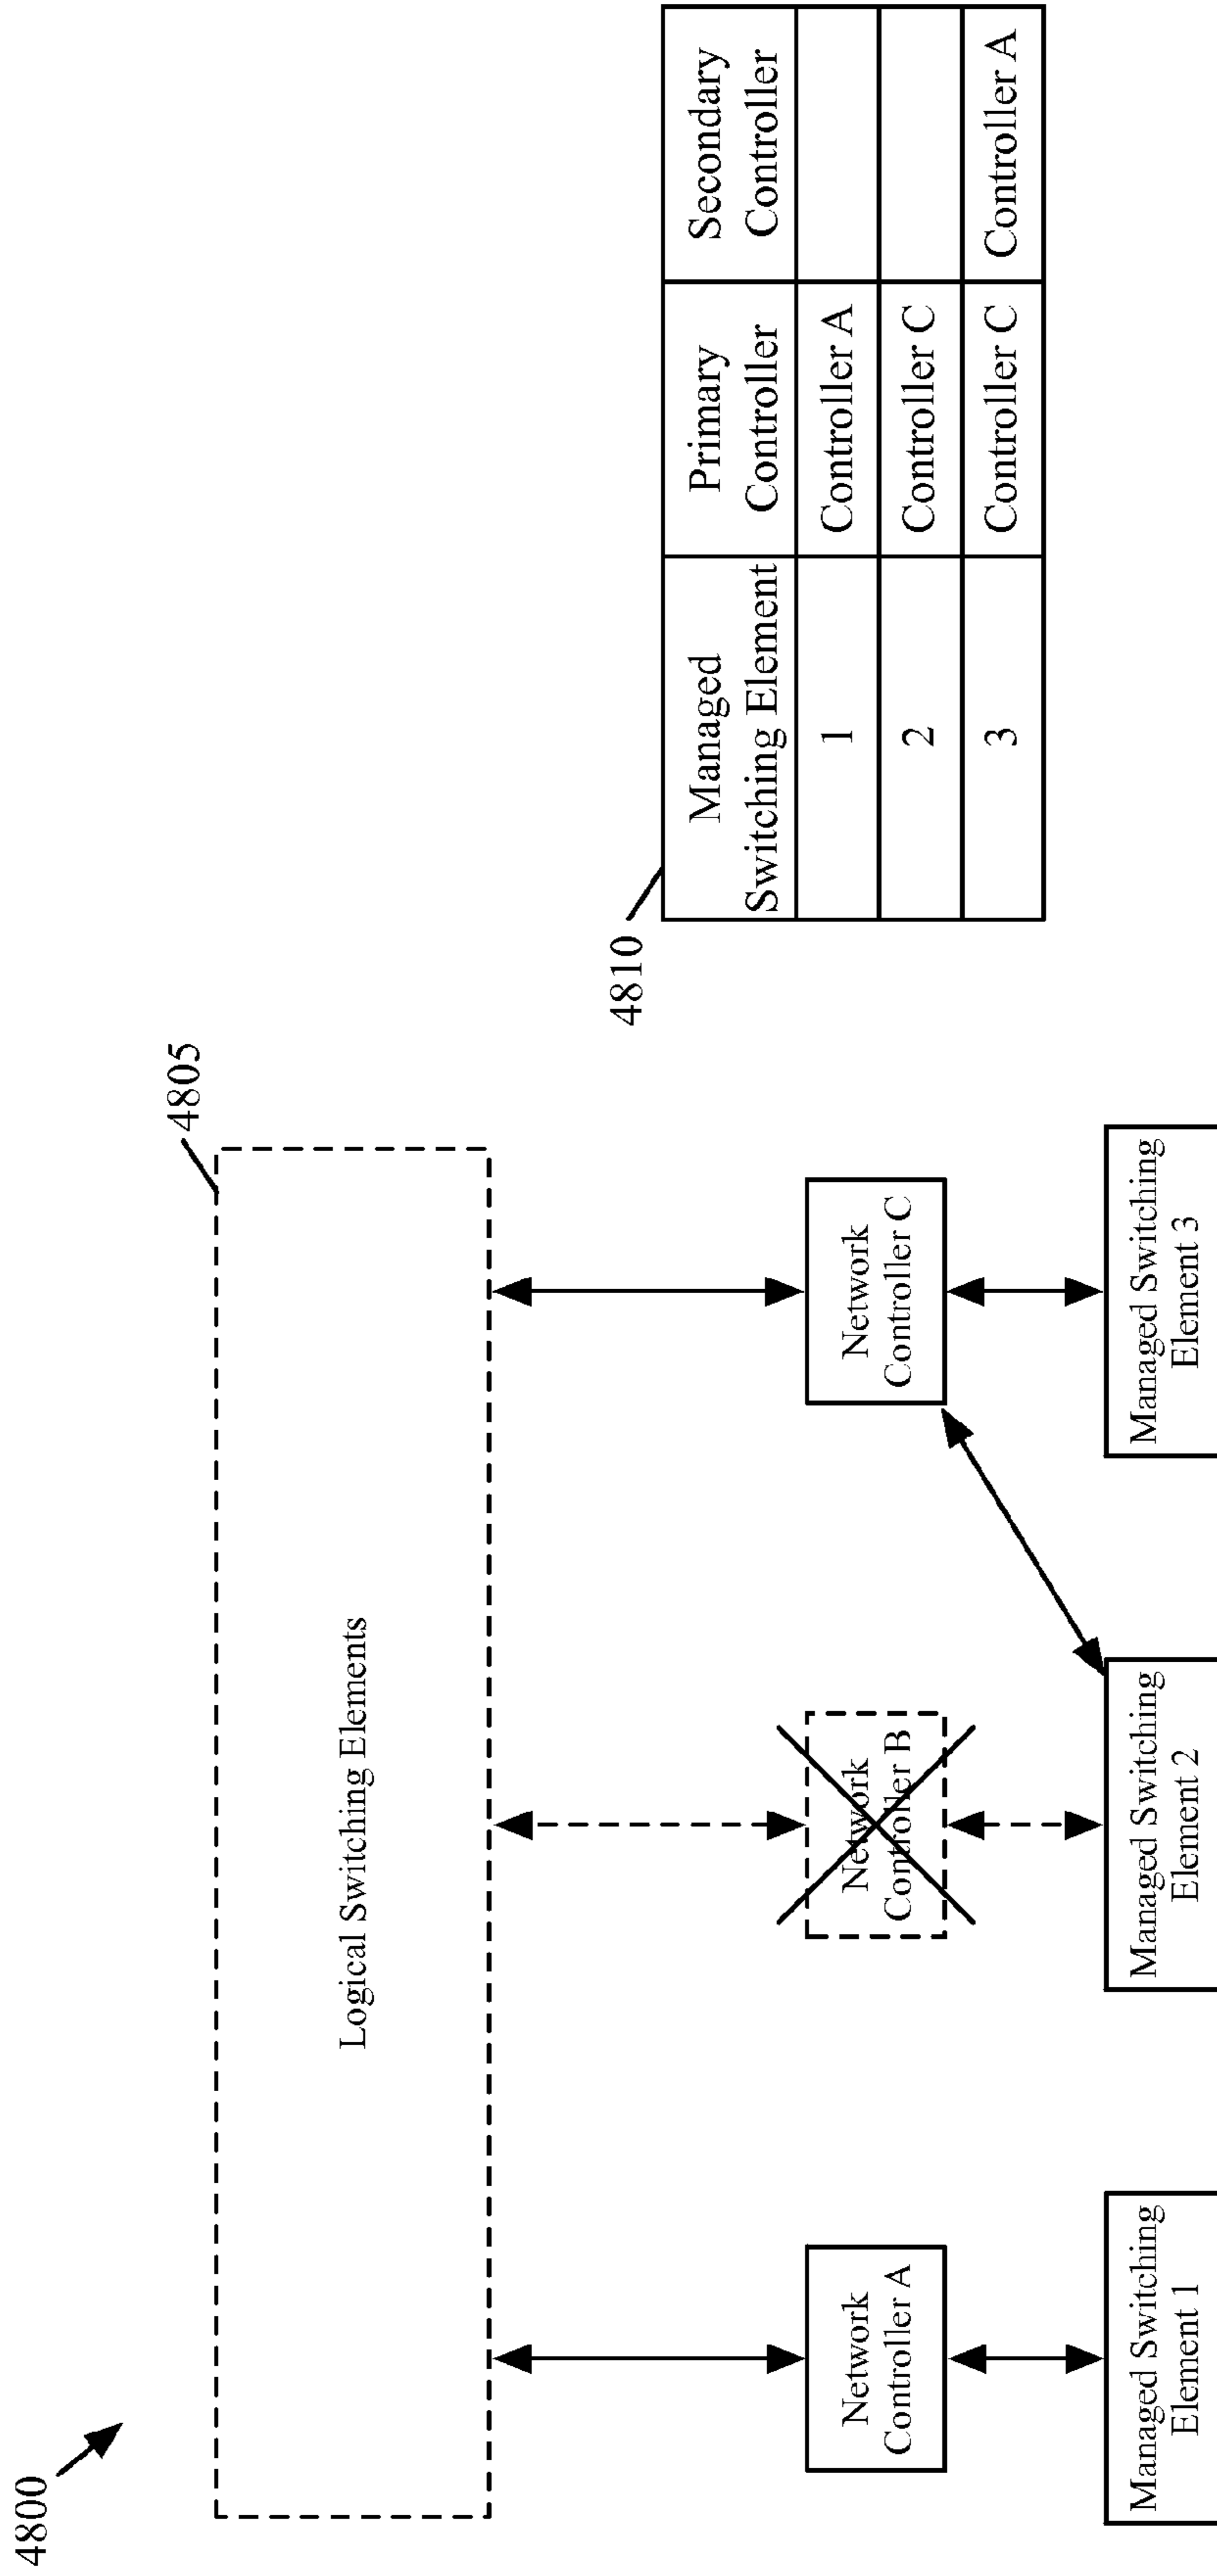 4800
4805
Logical Switching Elements
Network
Controller A
Network
Controller B
Network
Controller C
Managed Switching
Element 1
Managed Switching
Element 2
Managed Switching
Element 3
4810
Managed
Switching Element
Primary
Controller
Secondary
Controller
1
Controller A
2
Controller C
3
Controller C
Controller A